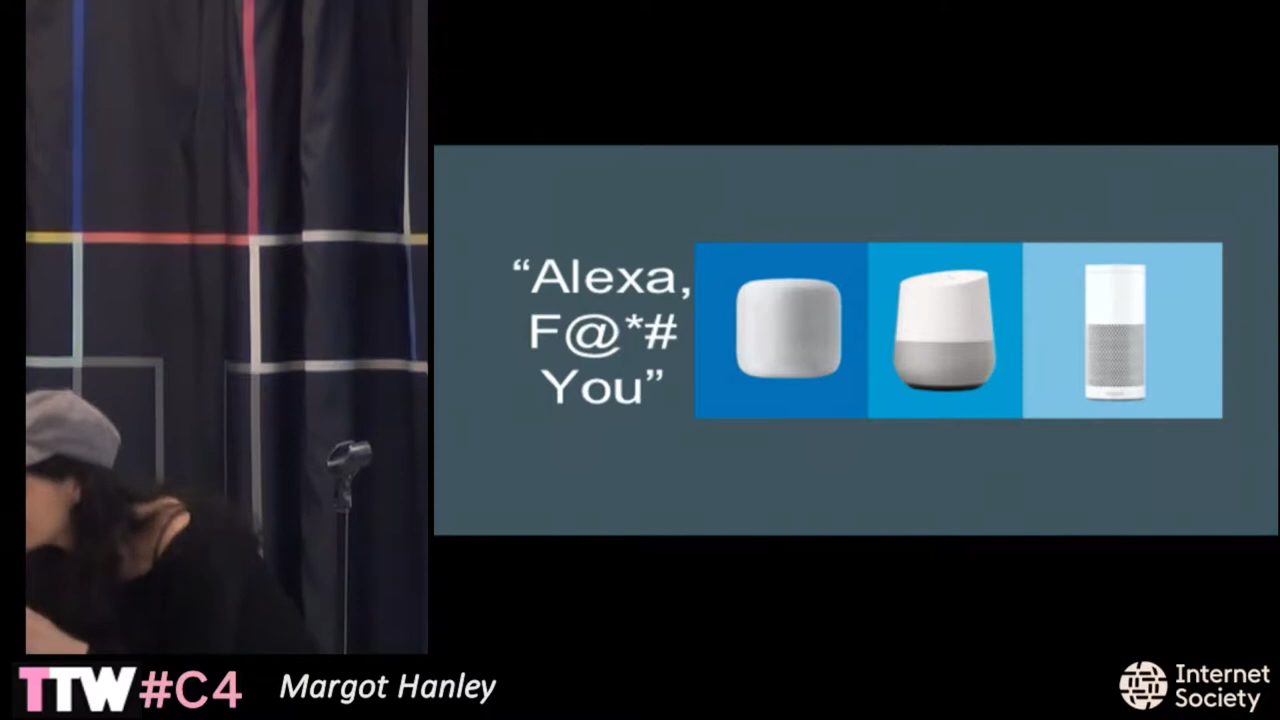 “Alexa,
F@*#
You”
TTW#C4
Margot Hanley
Internet
Society